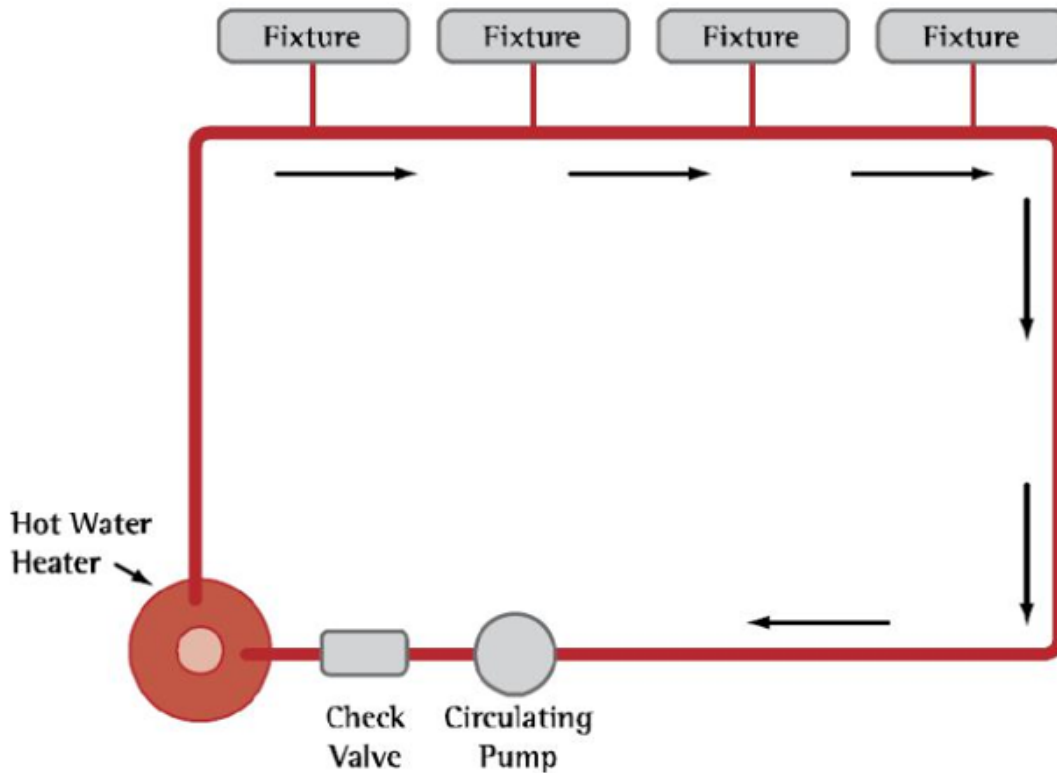 Fixture Fixture Fixture Fixture
Hot Water
Heater
Check Circulating
Valve Pump